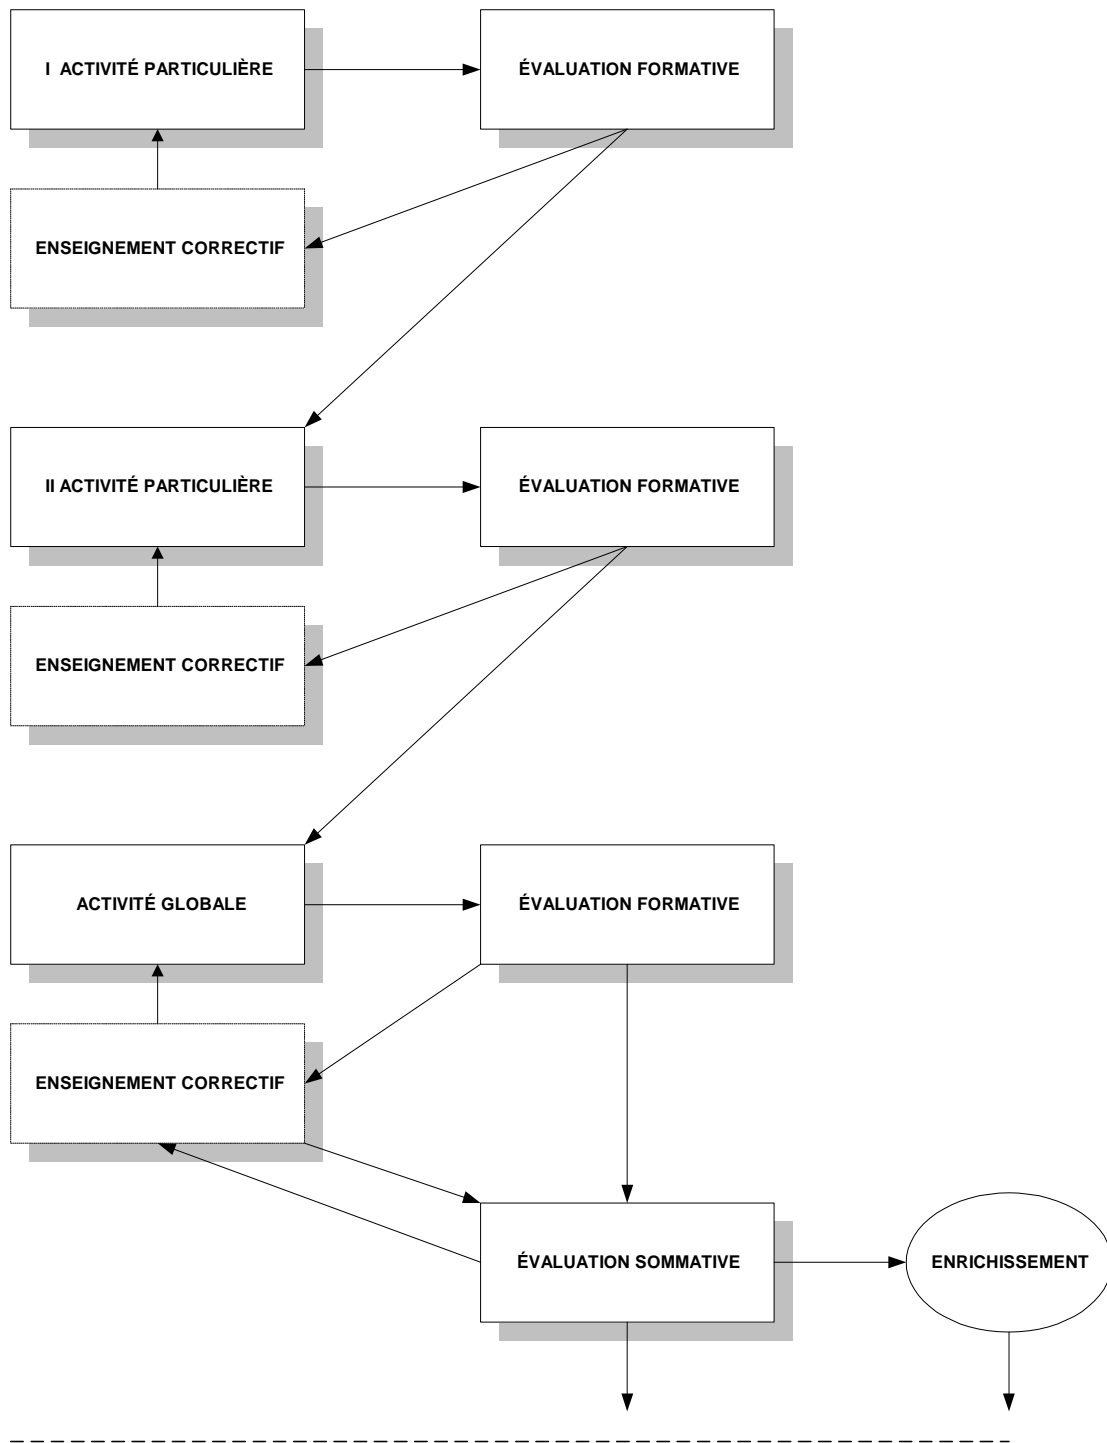 I ACTIVITÉ PARTICULIÈRE
ÉVALUATION FORMATIVE
ENSEIGNEMENT CORRECTIF
II ACTIVITÉ PARTICULIÈRE
ÉVALUATION FORMATIVE
ENSEIGNEMENT CORRECTIF
ACTIVITÉ GLOBALE
ÉVALUATION FORMATIVE
ENSEIGNEMENT CORRECTIF
ÉVALUATION SOMMATIVE
ENRICHISSEMENT